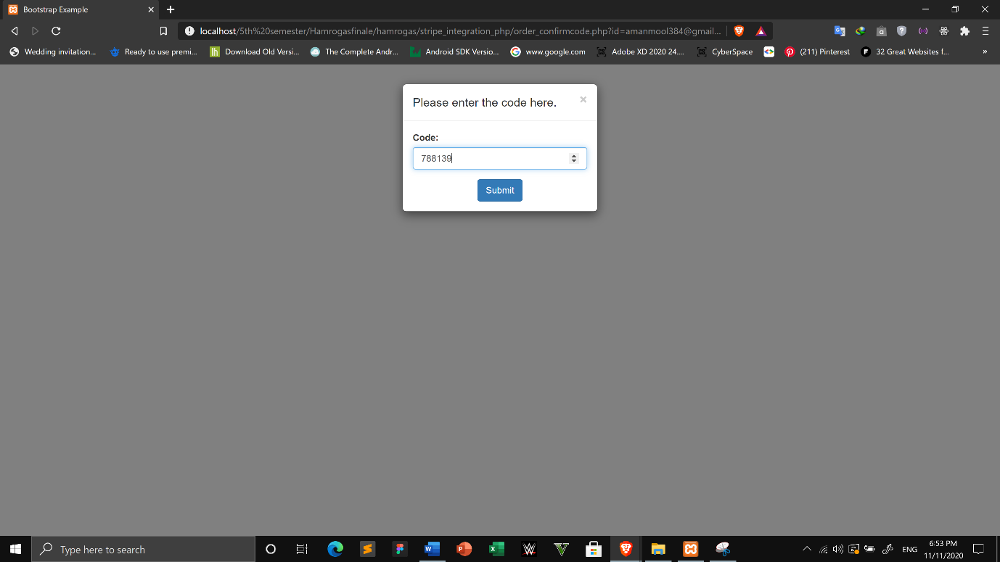 Bootstrap Example
localhost/5th%20semester/Hamrogasfinale/hamrogas/stripe_integration_php/order_confirmcode.php?id=amanmool384@gmail...
Wedding invitation... Ready to use premi... lh Download Old Versi... The Complete Andr... Android SDK Versio... www.google.com Adobe XD 2020 24.... CyberSpace (211) Pinterest F 32 Great Websites f... »
Please enter the code here. ×
Code:
788139
Submit
Type here to search
ENG
6:53 PM
11/11/2020